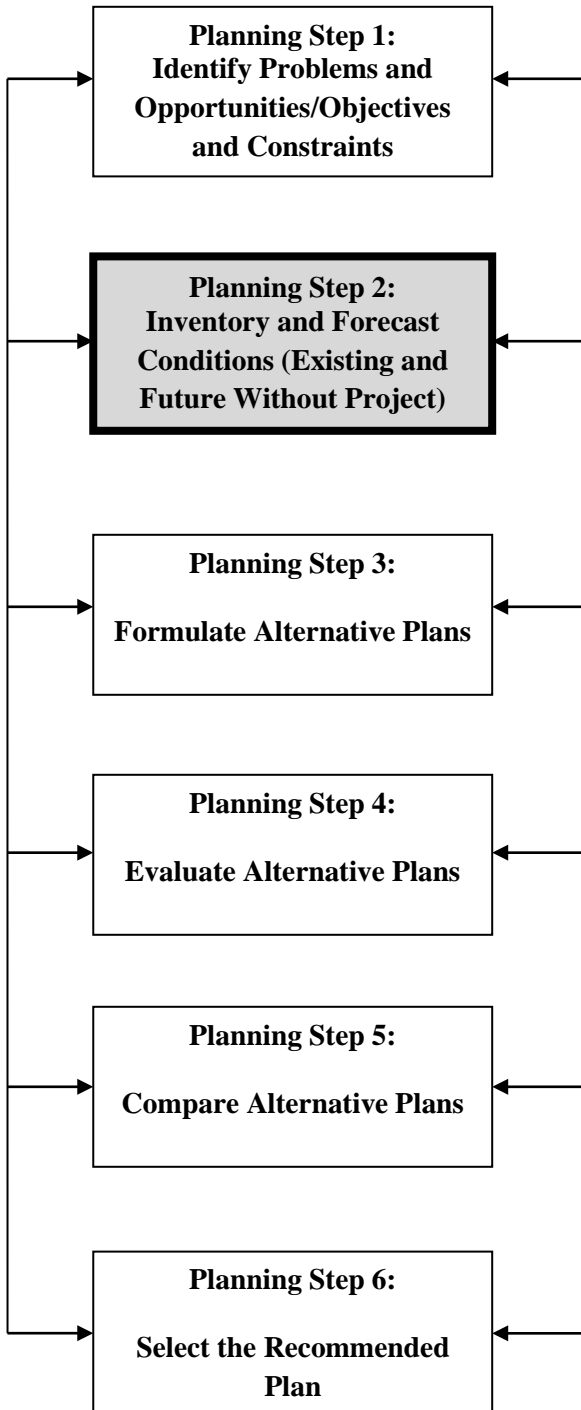 Planning Step 1:
Identify Problems and
Opportunities/Objectives
and Constraints
Planning Step 2:
Inventory and Forecast
Conditions (Existing and
Future Without Project)
Planning Step 3:
Formulate Alternative Plans
Planning Step 4:
Evaluate Alternative Plans
Planning Step 5:
Compare Alternative Plans
Planning Step 6:
Select the Recommended
Plan